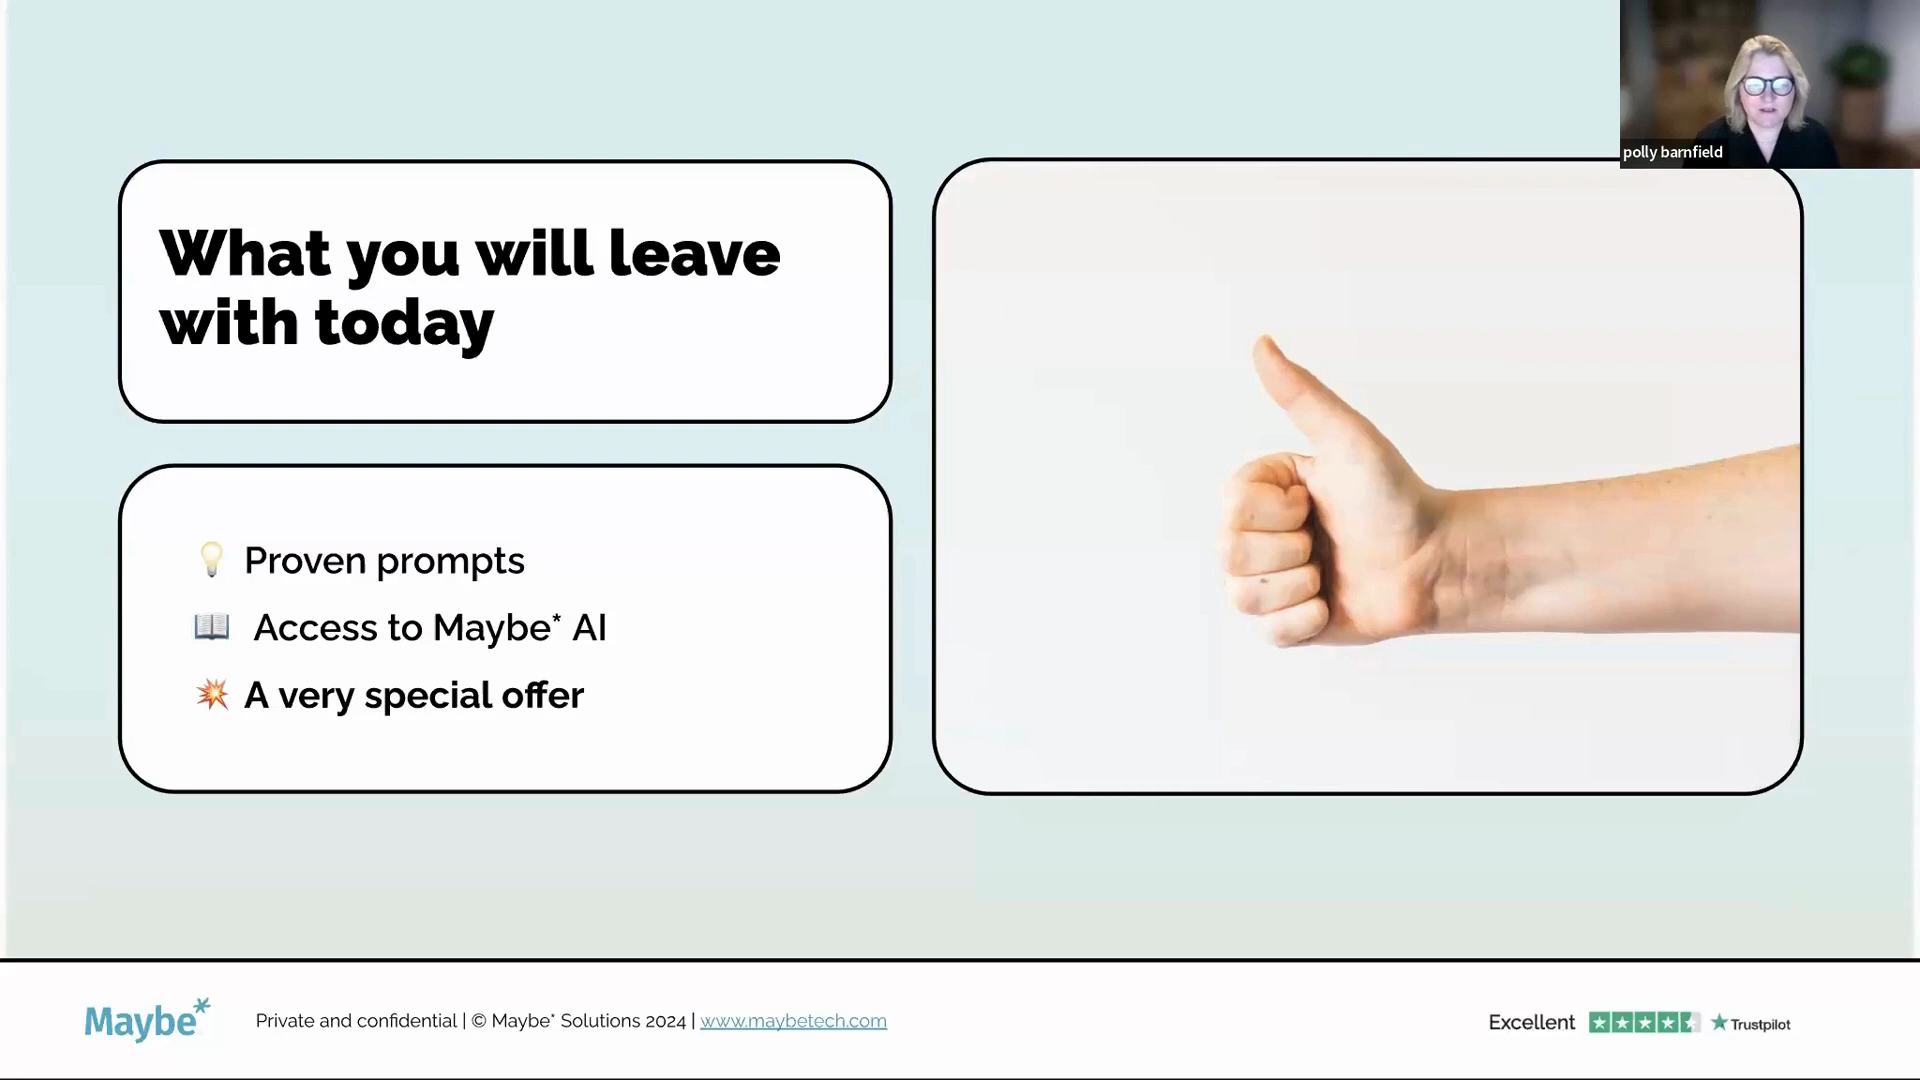 polly barnfield
What you will leave
with today
💡 Proven prompts
📖 Access to Maybe* AI
💥 A very special offer
Maybe*
Private and confidential | © Maybe* Solutions 2024 | www.maybetech.com
Excellent
Trustpilot